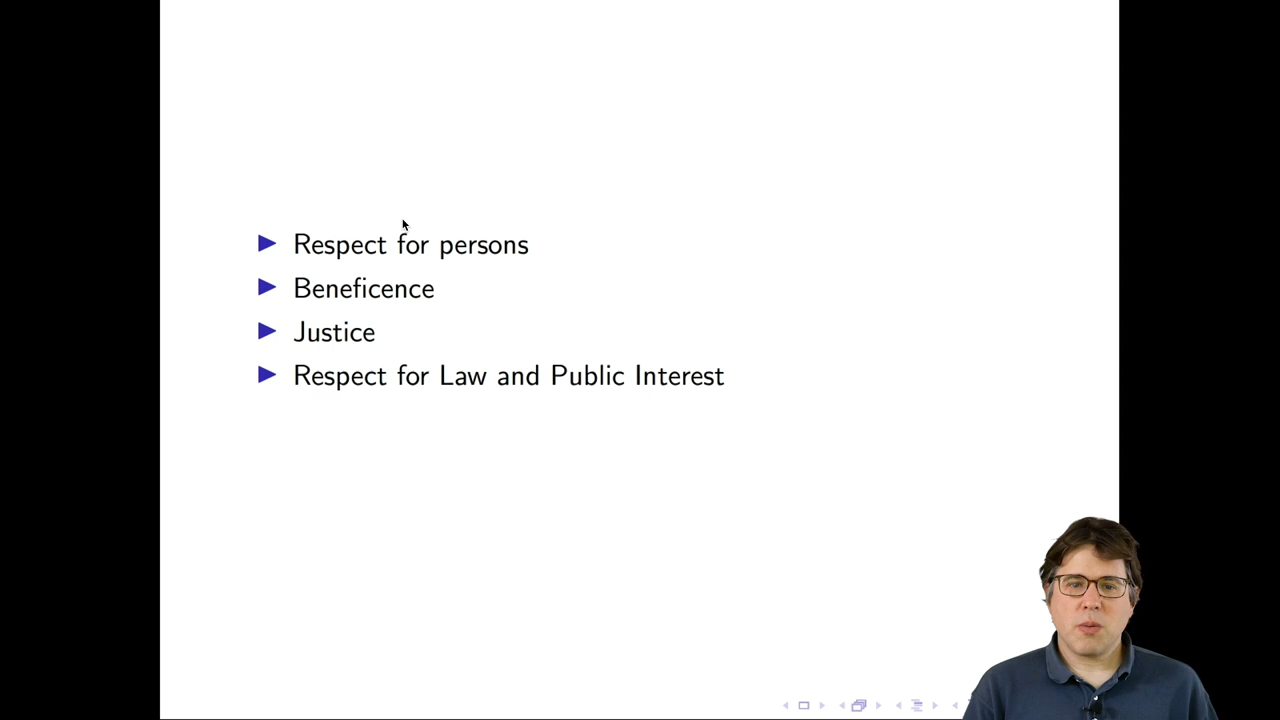 Respect for persons
Beneficence
Justice
Respect for Law and Public Interest